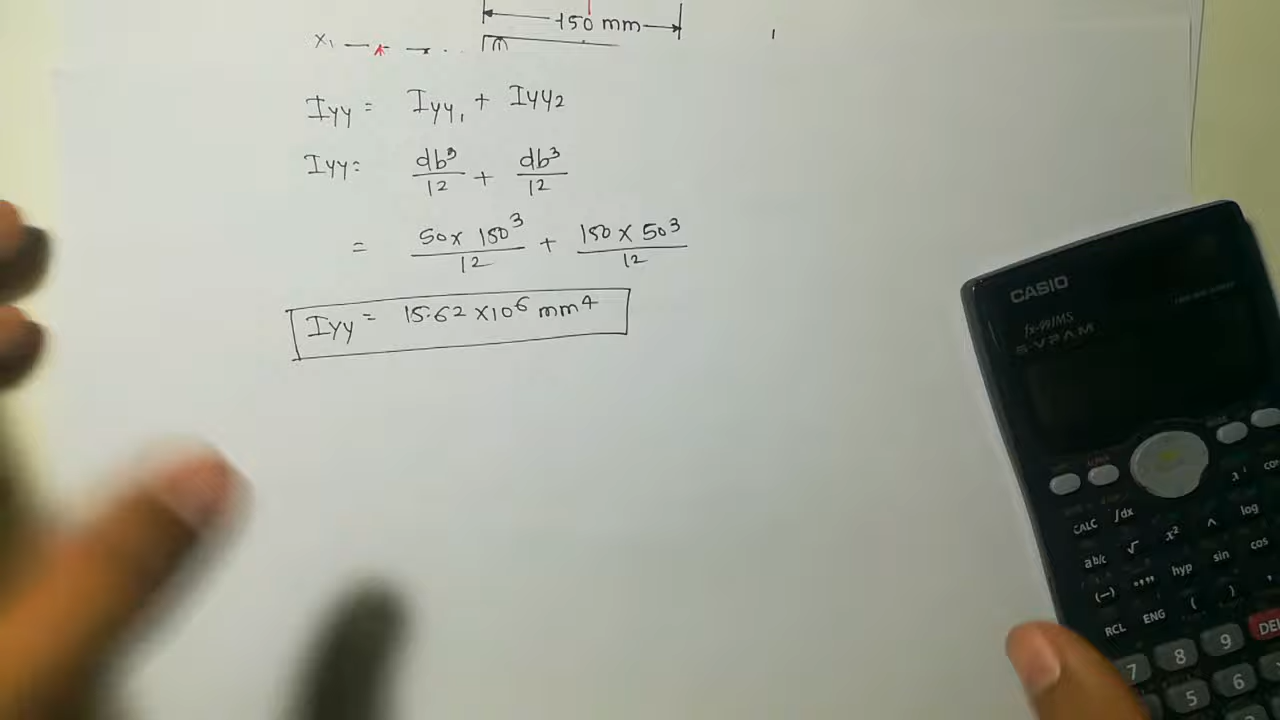 150 mm
x₁
Iyy = Iyy₁ + Iyy₂
Iyy = db³/12 + db³/12
= 50 x 150³/12 + 150 x 50³/12
Iyy = 15.62 x 10⁶ mm⁴
CASIO
fx-991MS
S-V.P.A.M.
CALC ∫dx
ab/c √ x² ^ log
(−) °'" hyp sin cos
RCL ENG ( )
7 8 9 DEL
5 6